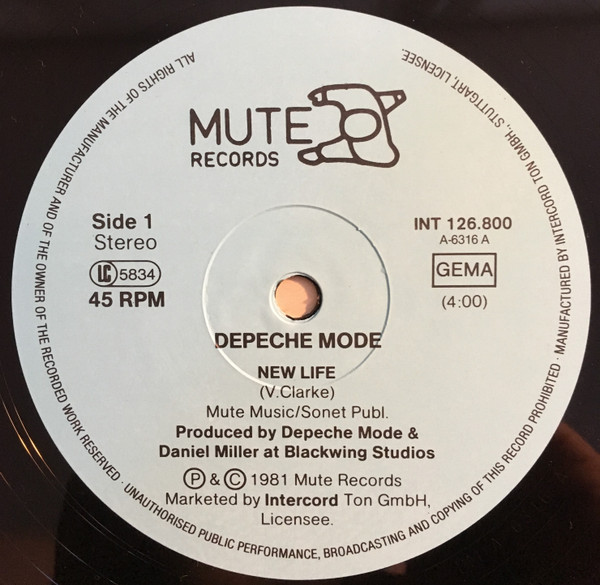 MUTE
RECORDS
Side 1
Stereo
LC 5834
45 RPM
INT 126.800
A-6316 A
GEMA
(4:00)
DEPECHE MODE
NEW LIFE
(V.Clarke)
Mute Music/Sonet Publ.
Produced by Depeche Mode &
Daniel Miller at Blackwing Studios
Ⓟ & © 1981 Mute Records
Marketed by Intercord Ton GmbH,
Licensee.
ALL RIGHTS OF THE MANUFACTURER AND OF THE OWNER OF THE RECORDED WORK RESERVED · UNAUTHORISED PUBLIC PERFORMANCE, BROADCASTING AND COPYING OF THIS RECORD PROHIBITED · MANUFACTURED BY INTERCORD TON GMBH, STUTTGART, LICENSEE.